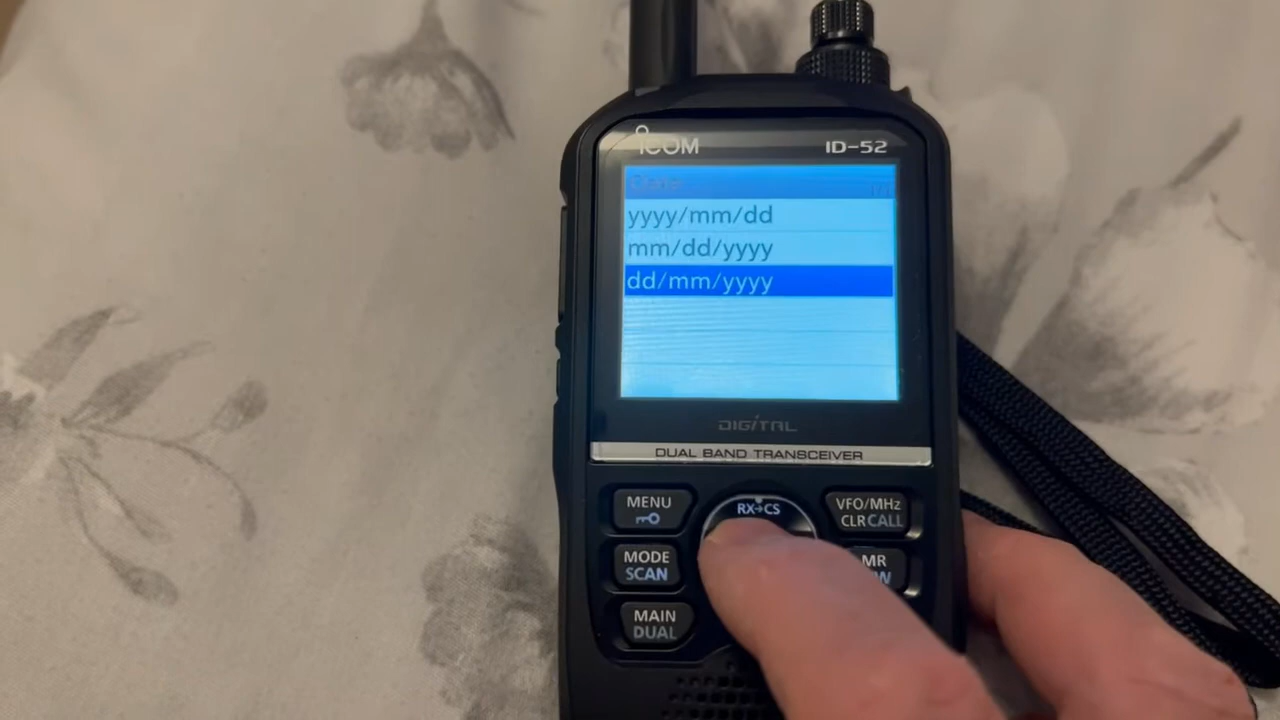 ICOM
ID-52
Date
yyyy/mm/dd
mm/dd/yyyy
dd/mm/yyyy
DIGITAL
DUAL BAND TRANSCEIVER
MENU
RX→CS
VFO/MHz
CLR CALL
MODE
SCAN
MR
MAIN
DUAL